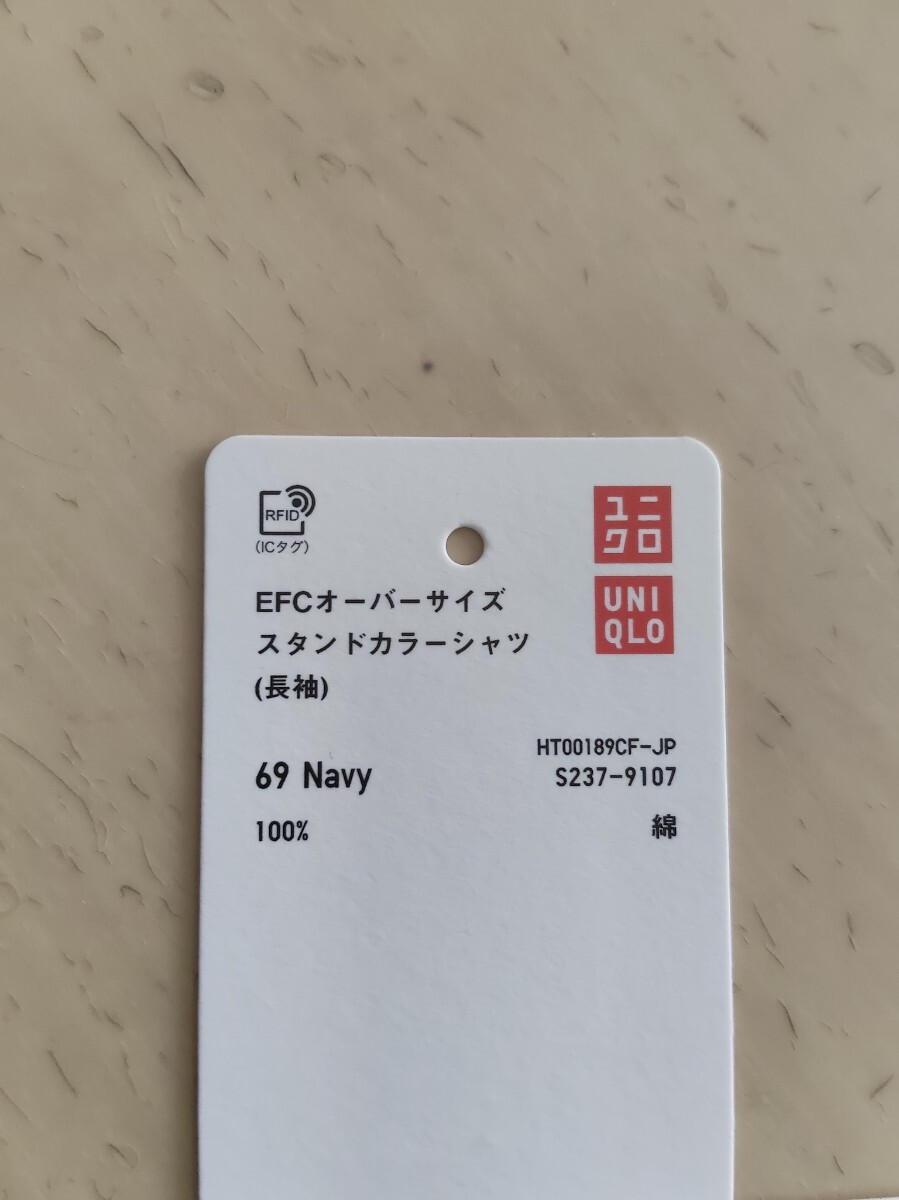 RFID
(ICタグ)
ユニ
クロ
UNI
QLO
EFCオーバーサイズ
スタンドカラーシャツ
(長袖)
HT00189CF-JP
69 Navy
S237-9107
100%
綿